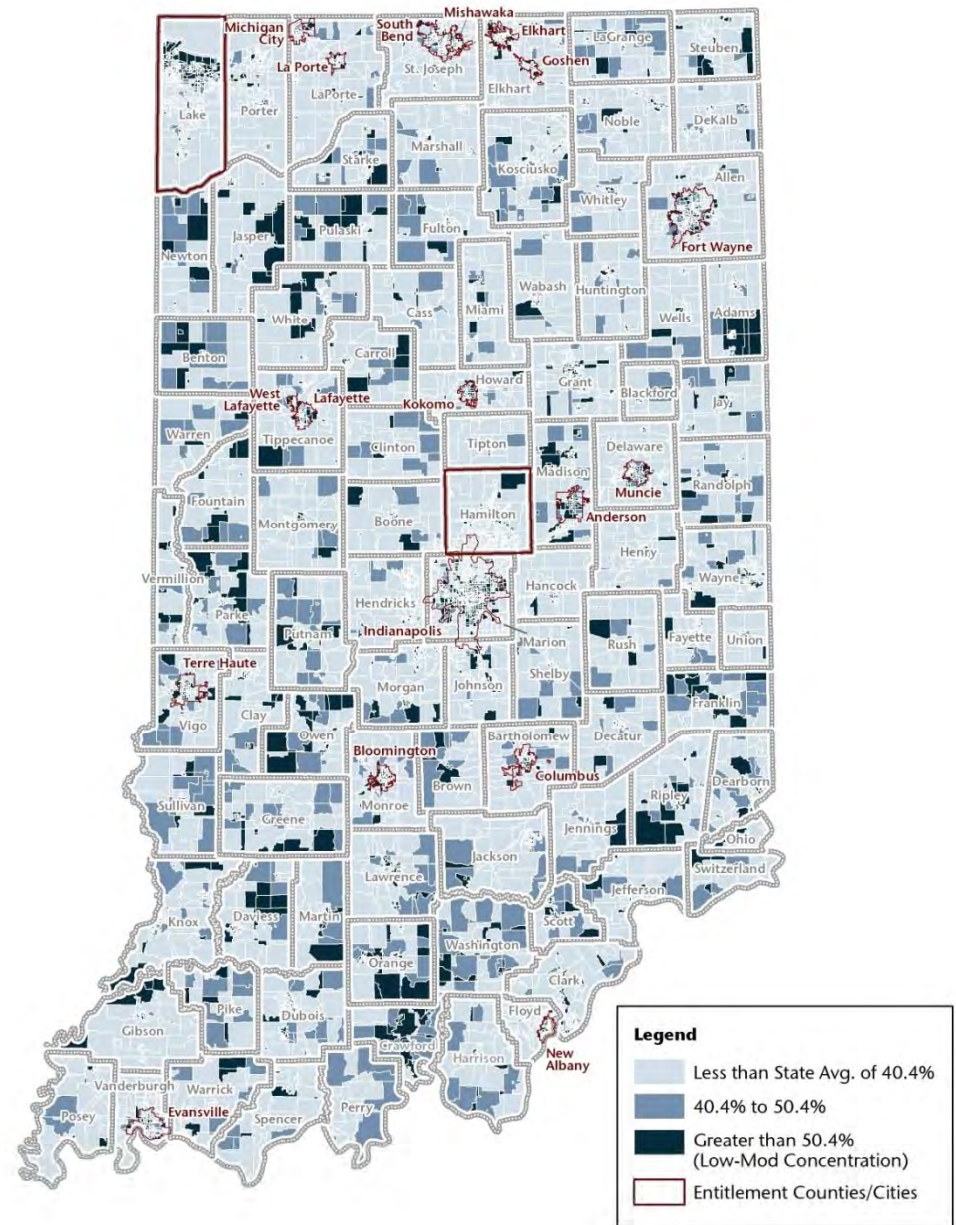 Mishawaka
Michigan
City
South
Bend
Elkhart
LaGrange
Steuben
La Porte
St. Joseph
Goshen
LaPorte
Elkhart
Lake
Porter
Noble
DeKalb
Marshall
Starke
Kosciusko
Allen
Whitley
Pulaski
Fulton
Jasper
Newton
Fort Wayne
Wabash
Huntington
White
Cass
Miami
Wells
Adams
Benton
Carroll
Howard
Grant
Blackford
Jay
West
Lafayette
Lafayette
Kokomo
Warren
Tippecanoe
Clinton
Tipton
Delaware
Madison
Muncie
Randolph
Fountain
Montgomery
Boone
Hamilton
Anderson
Henry
Vermillion
Parke
Hendricks
Hancock
Wayne
Putnam
Indianapolis
Marion
Rush
Fayette
Union
Terre Haute
Morgan
Johnson
Shelby
Vigo
Clay
Owen
Franklin
Bloomington
Bartholomew
Decatur
Columbus
Brown
Monroe
Dearborn
Ripley
Sullivan
Greene
Jennings
Ohio
Jackson
Switzerland
Lawrence
Jefferson
Knox
Daviess
Martin
Scott
Washington
Orange
Clark
Pike
Dubois
Floyd
Gibson
Crawford
Harrison
New
Albany
Vanderburgh
Warrick
Posey
Evansville
Spencer
Perry
Legend
Less than State Avg. of 40.4%
40.4% to 50.4%
Greater than 50.4%
(Low-Mod Concentration)
Entitlement Counties/Cities